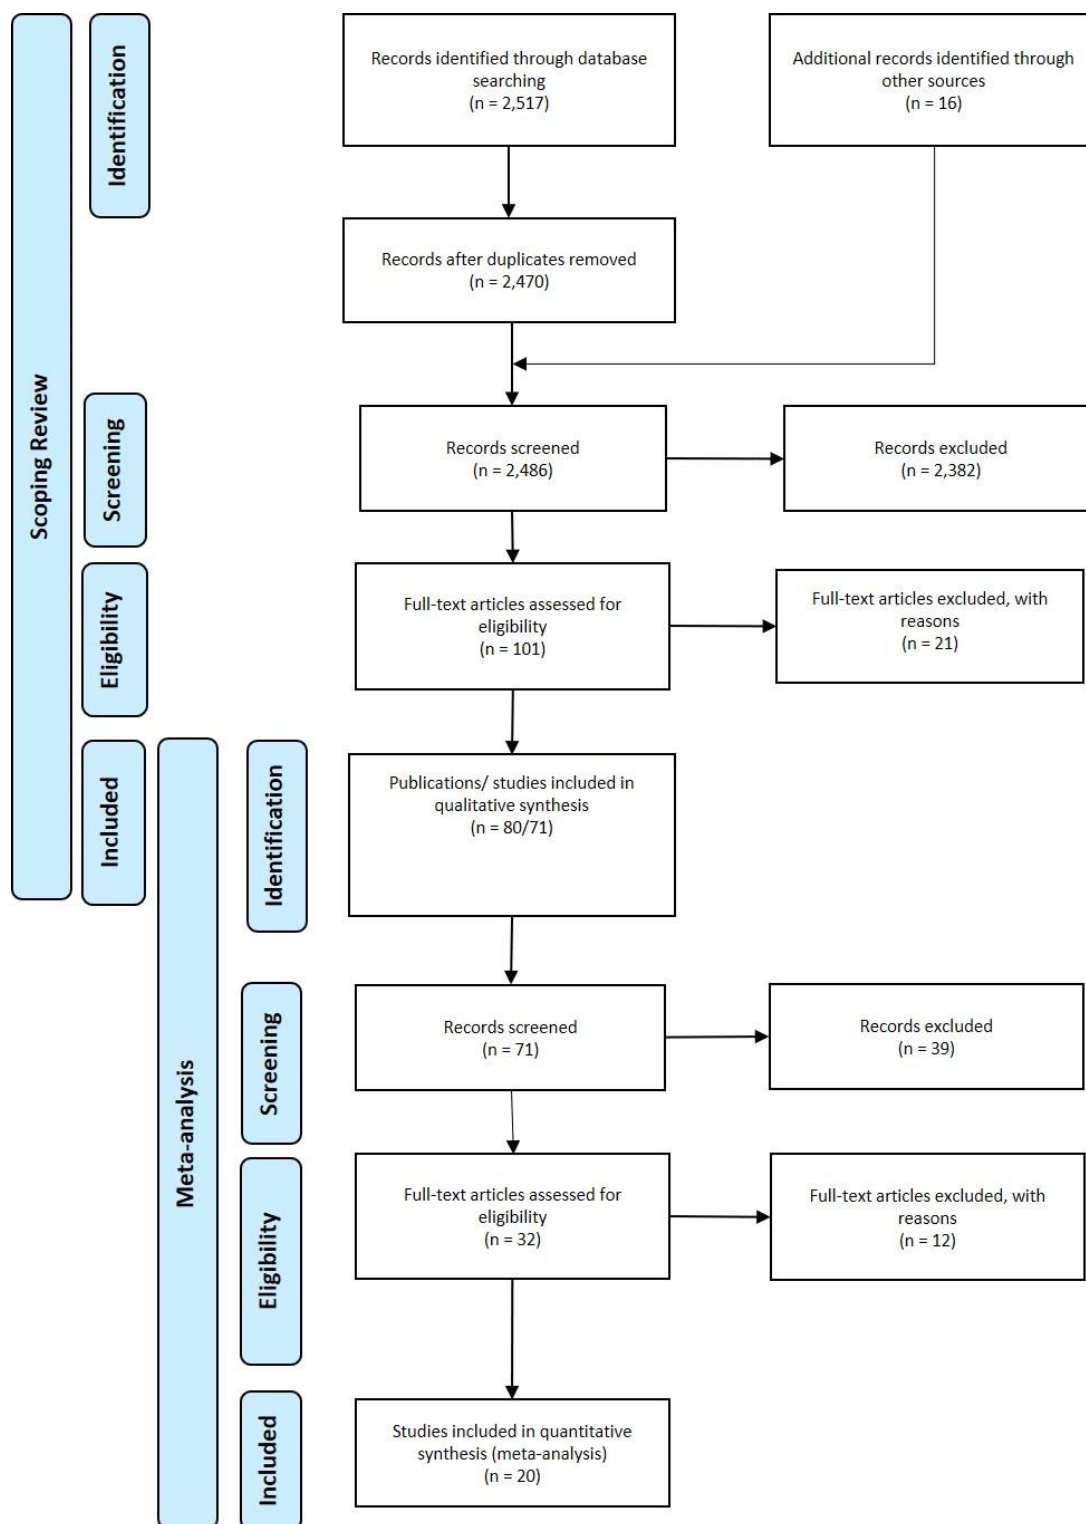 Scoping Review
Identification
Records identified through database
searching
(n = 2,517)
Additional records identified through
other sources
(n = 16)
Records after duplicates removed
(n = 2,470)
Screening
Records screened
(n = 2,486)
Records excluded
(n = 2,382)
Eligibility
Full-text articles assessed for
eligibility
(n = 101)
Full-text articles excluded, with
reasons
(n = 21)
Included
Meta-analysis
Identification
Publications/ studies included in
qualitative synthesis
(n = 80/71)
Screening
Records screened
(n = 71)
Records excluded
(n = 39)
Eligibility
Full-text articles assessed for
eligibility
(n = 32)
Full-text articles excluded, with
reasons
(n = 12)
Included
Studies included in quantitative
synthesis (meta-analysis)
(n = 20)